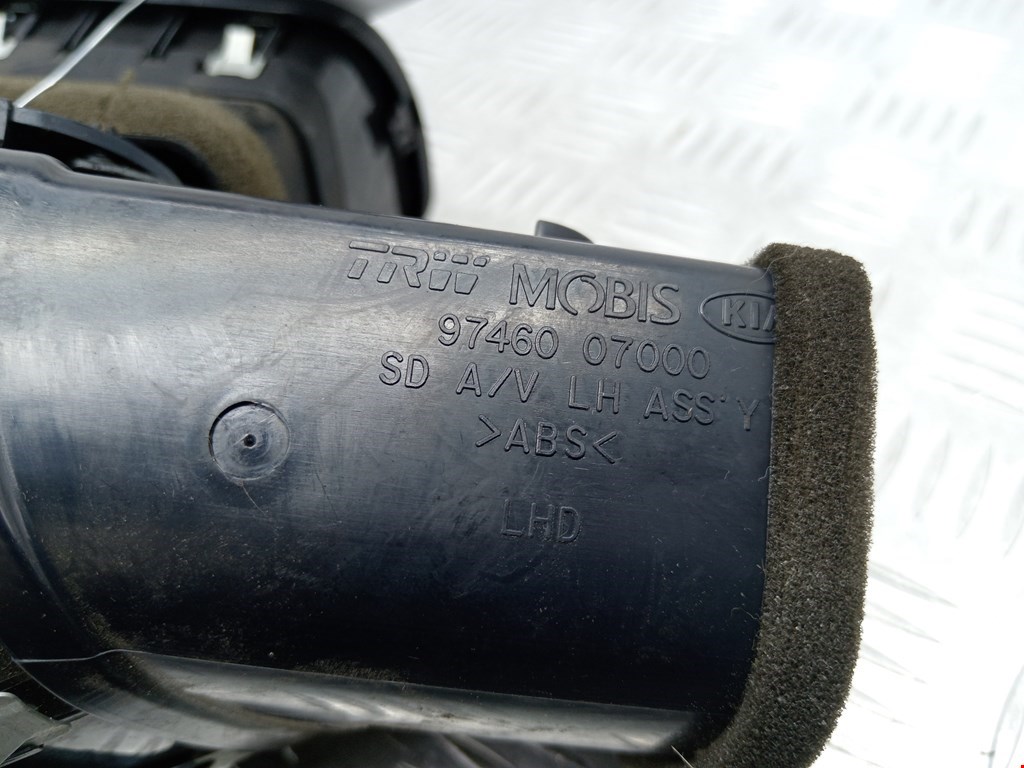 TRW MOBIS KIA
97460 07000
SD A/V LH ASS'Y
>ABS<
LHD